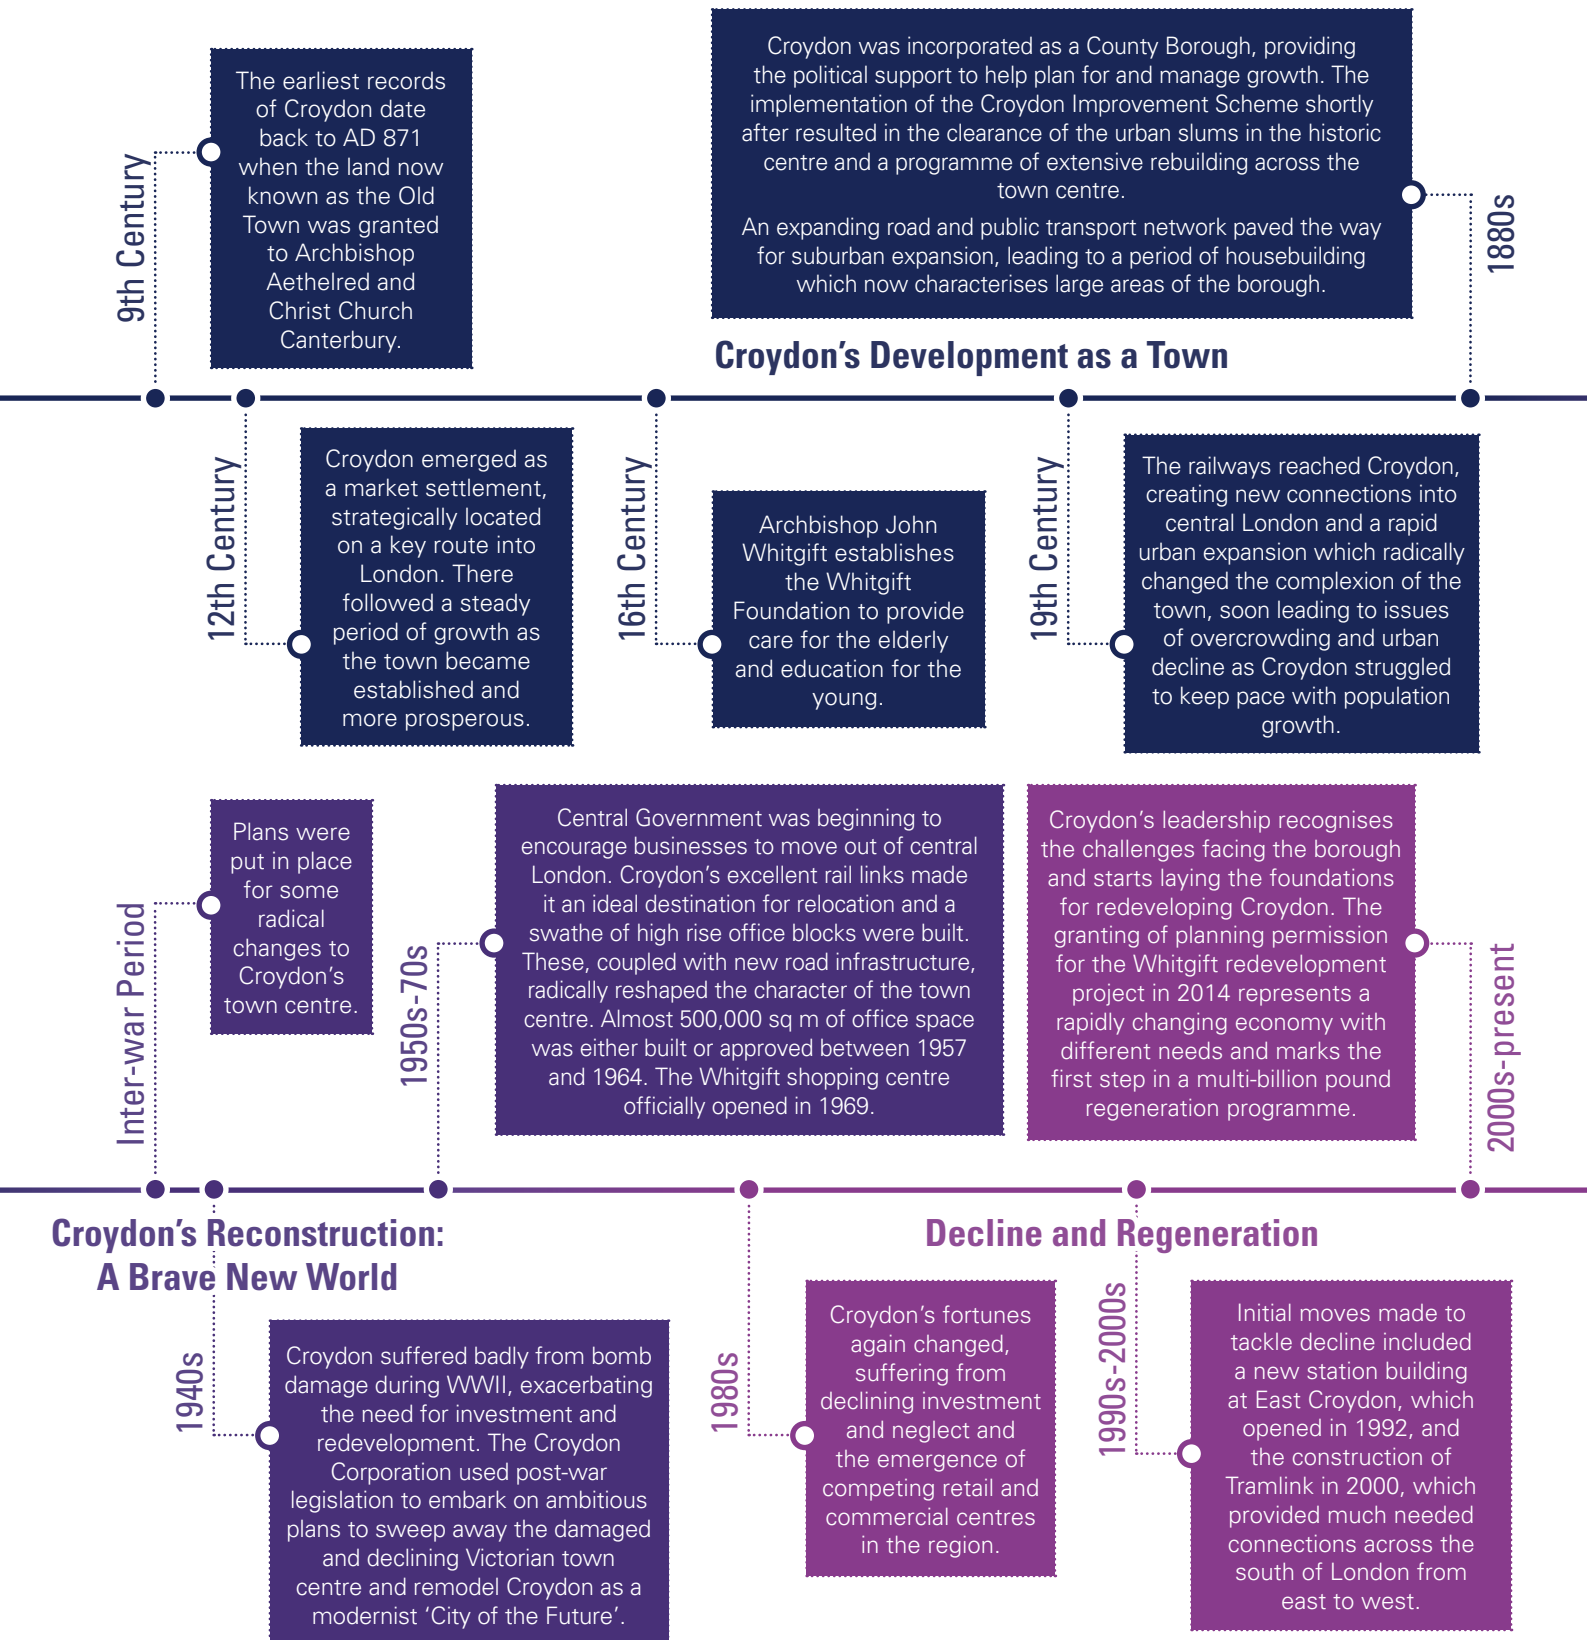 9th Century
The earliest records
of Croydon date
back to AD 871
when the land now
known as the Old
Town was granted
to Archbishop
Aethelred and
Christ Church
Canterbury.
12th Century
Croydon emerged as
a market settlement,
strategically located
on a key route into
London. There
followed a steady
period of growth as
the town became
established and
more prosperous.
16th Century
Archbishop John
Whitgift establishes
the Whitgift
Foundation to provide
care for the elderly
and education for the
young.
Croydon's Development as a Town
19th Century
The railways reached Croydon,
creating new connections into
central London and a rapid
urban expansion which radically
changed the complexion of the
town, soon leading to issues
of overcrowding and urban
decline as Croydon struggled
to keep pace with population
growth.
1880s
Croydon was incorporated as a County Borough, providing
the political support to help plan for and manage growth. The
implementation of the Croydon Improvement Scheme shortly
after resulted in the clearance of the urban slums in the historic
centre and a programme of extensive rebuilding across the
town centre.
An expanding road and public transport network paved the way
for suburban expansion, leading to a period of housebuilding
which now characterises large areas of the borough.
Inter-war Period
Plans were
put in place
for some
radical
changes to
Croydon's
town centre.
Croydon's Reconstruction:
A Brave New World
1940s
Croydon suffered badly from bomb
damage during WWII, exacerbating
the need for investment and
redevelopment. The Croydon
Corporation used post-war
legislation to embark on ambitious
plans to sweep away the damaged
and declining Victorian town
centre and remodel Croydon as a
modernist ‘City of the Future’.
1950s-70s
Central Government was beginning to
encourage businesses to move out of central
London. Croydon's excellent rail links made
it an ideal destination for relocation and a
swathe of high rise office blocks were built.
These, coupled with new road infrastructure,
radically reshaped the character of the town
centre. Almost 500,000 sq m of office space
was either built or approved between 1957
and 1964. The Whitgift shopping centre
officially opened in 1969.
1980s
Croydon's fortunes
again changed,
suffering from
declining investment
and neglect and
the emergence of
competing retail and
commercial centres
in the region.
Decline and Regeneration
1990s-2000s
Initial moves made to
tackle decline included
a new station building
at East Croydon, which
opened in 1992, and
the construction of
Tramlink in 2000, which
provided much needed
connections across the
south of London from
east to west.
2000s-present
Croydon's leadership recognises
the challenges facing the borough
and starts laying the foundations
for redeveloping Croydon. The
granting of planning permission
for the Whitgift redevelopment
project in 2014 represents a
rapidly changing economy with
different needs and marks the
first step in a multi-billion pound
regeneration programme.